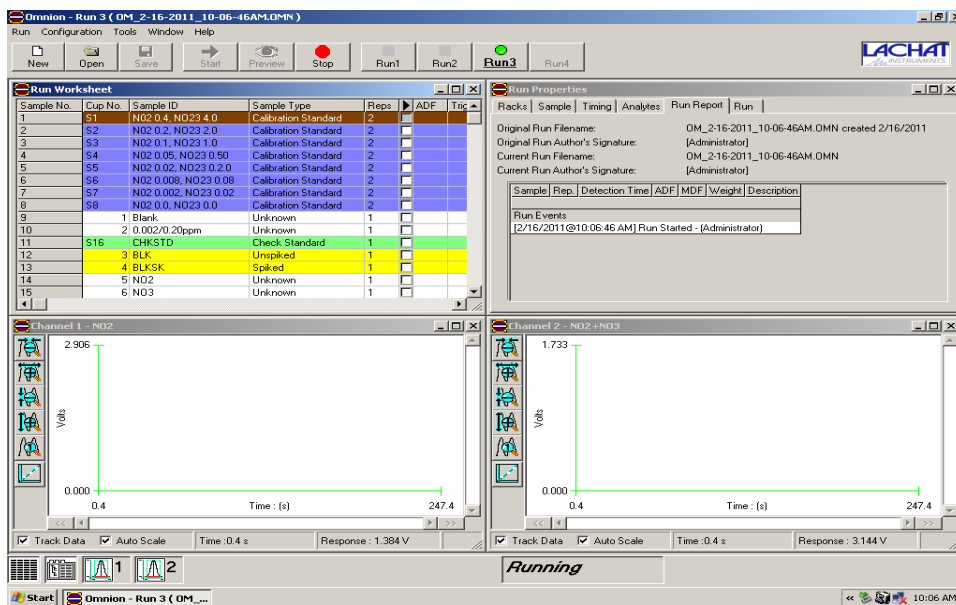 Omnion - Run 3 ( OM_2-16-2011_10-06-46AM.OMN )
Run Configuration Tools Window Help
New Open Save Start Preview Stop Run1 Run2 Run3 Run4
LACHAT
INSTRUMENTS
Run Worksheet
Sample No. Cup No. Sample ID Sample Type Reps ADF Trig
1 S1 N02 0.4, NO23 4.0 Calibration Standard 2
2 S2 N02 0.2, NO23 2.0 Calibration Standard 2
3 S3 N02 0.1, NO23 1.0 Calibration Standard 2
4 S4 N02 0.05, NO23 0.50 Calibration Standard 2
5 S5 N02 0.02, NO23 0.2.0 Calibration Standard 2
6 S6 N02 0.008, NO23 0.08 Calibration Standard 2
7 S7 N02 0.002, NO23 0.02 Calibration Standard 2
8 S8 N02 0.0, NO23 0.0 Calibration Standard 2
9 1 Blank Unknown 1
10 2 0.002/0.20ppm Unknown 1
11 S16 CHKSTD Check Standard 1
12 3 BLK Unspiked 1
13 4 BLKSK Spiked 1
14 5 NO2 Unknown 1
15 6 NO3 Unknown 1
Run Properties
Racks Sample Timing Analytes Run Report Run
Original Run Filename: OM_2-16-2011_10-06-46AM.OMN created 2/16/2011
Original Run Author's Signature: [Administrator]
Current Run Filename: OM_2-16-2011_10-06-46AM.OMN
Current Run Author's Signature: [Administrator]
Sample Rep. Detection Time ADF MDF Weight Description
Run Events
[2/16/2011@10:06:46 AM] Run Started - (Administrator)
Channel 1 - NO2
2.906
Volts
0.000
0.4 Time : (s) 247.4
Track Data Auto Scale Time :0.4 s Response : 1.384 V
Channel 2 - NO2+NO3
1.733
Volts
0.000
0.4 Time : (s) 247.4
Track Data Auto Scale Time :0.4 s Response : 3.144 V
1 2
Running
Start Omnion - Run 3 ( OM_... 10:06 AM